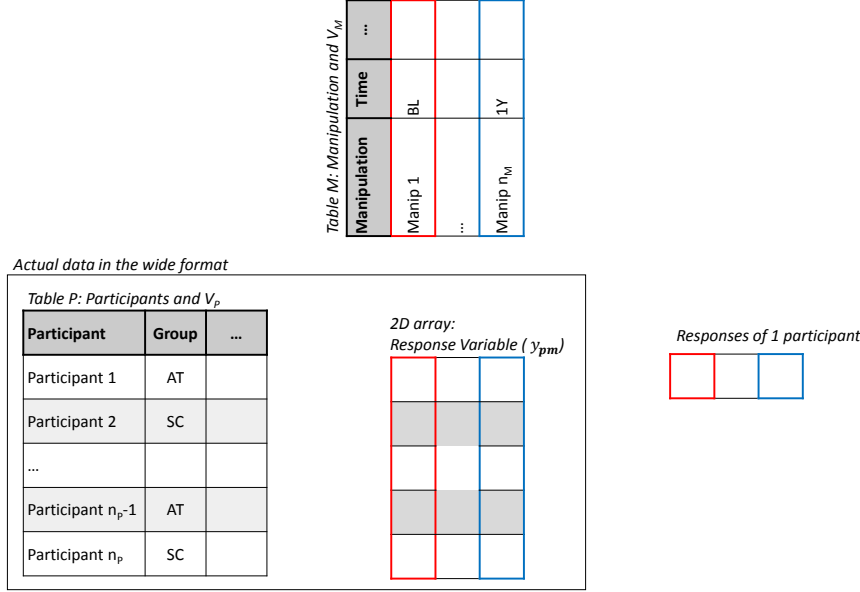 Table M: Manipulation and V_M
Manipulation Time ...
Manip 1 BL
...
Manip n_M 1Y
Actual data in the wide format
Table P: Participants and V_P
Participant Group ...
Participant 1 AT
Participant 2 SC
...
Participant n_P-1 AT
Participant n_P SC
2D array:
Response Variable ( y_pm)
Responses of 1 participant